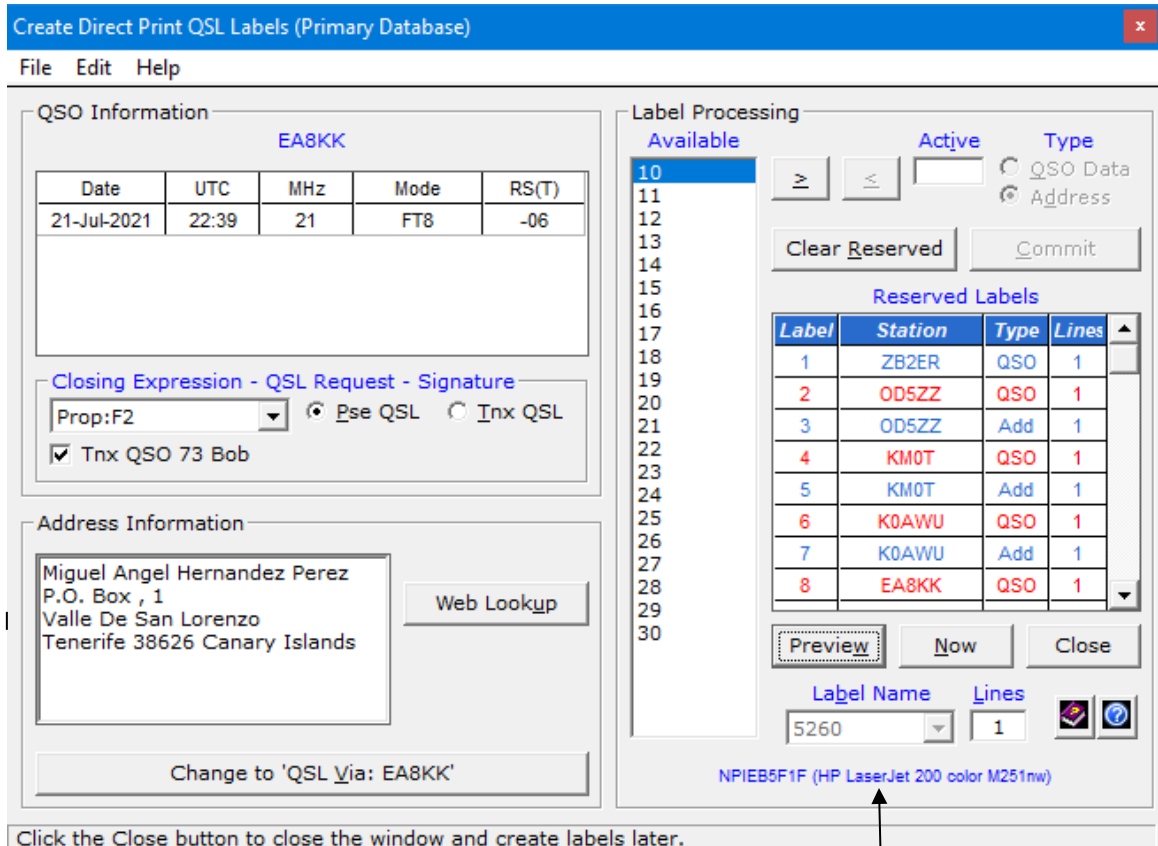 Create Direct Print QSL Labels (Primary Database)
x
File Edit Help
QSO Information
EA8KK
Date UTC MHz Mode RS(T)
21-Jul-2021 22:39 21 FT8 -06
Closing Expression - QSL Request - Signature
Prop:F2 Pse QSL Tnx QSL
Tnx QSO 73 Bob
Address Information
Miguel Angel Hernandez Perez
P.O. Box , 1
Valle De San Lorenzo
Tenerife 38626 Canary Islands
Web Lookup
Change to 'QSL Via: EA8KK'
Label Processing
Available
10
11
12
13
14
15
16
17
18
19
20
21
22
23
24
25
26
27
28
29
30
> <
Active
Type
QSO Data
Address
Clear Reserved Commit
Reserved Labels
Label Station Type Lines
1 ZB2ER QSO 1
2 OD5ZZ QSO 1
3 OD5ZZ Add 1
4 KM0T QSO 1
5 KM0T Add 1
6 K0AWU QSO 1
7 K0AWU Add 1
8 EA8KK QSO 1
Preview Now Close
Label Name Lines
5260 1
? ?
NPIEB5F1F (HP LaserJet 200 color M251nw)
Click the Close button to close the window and create labels later.